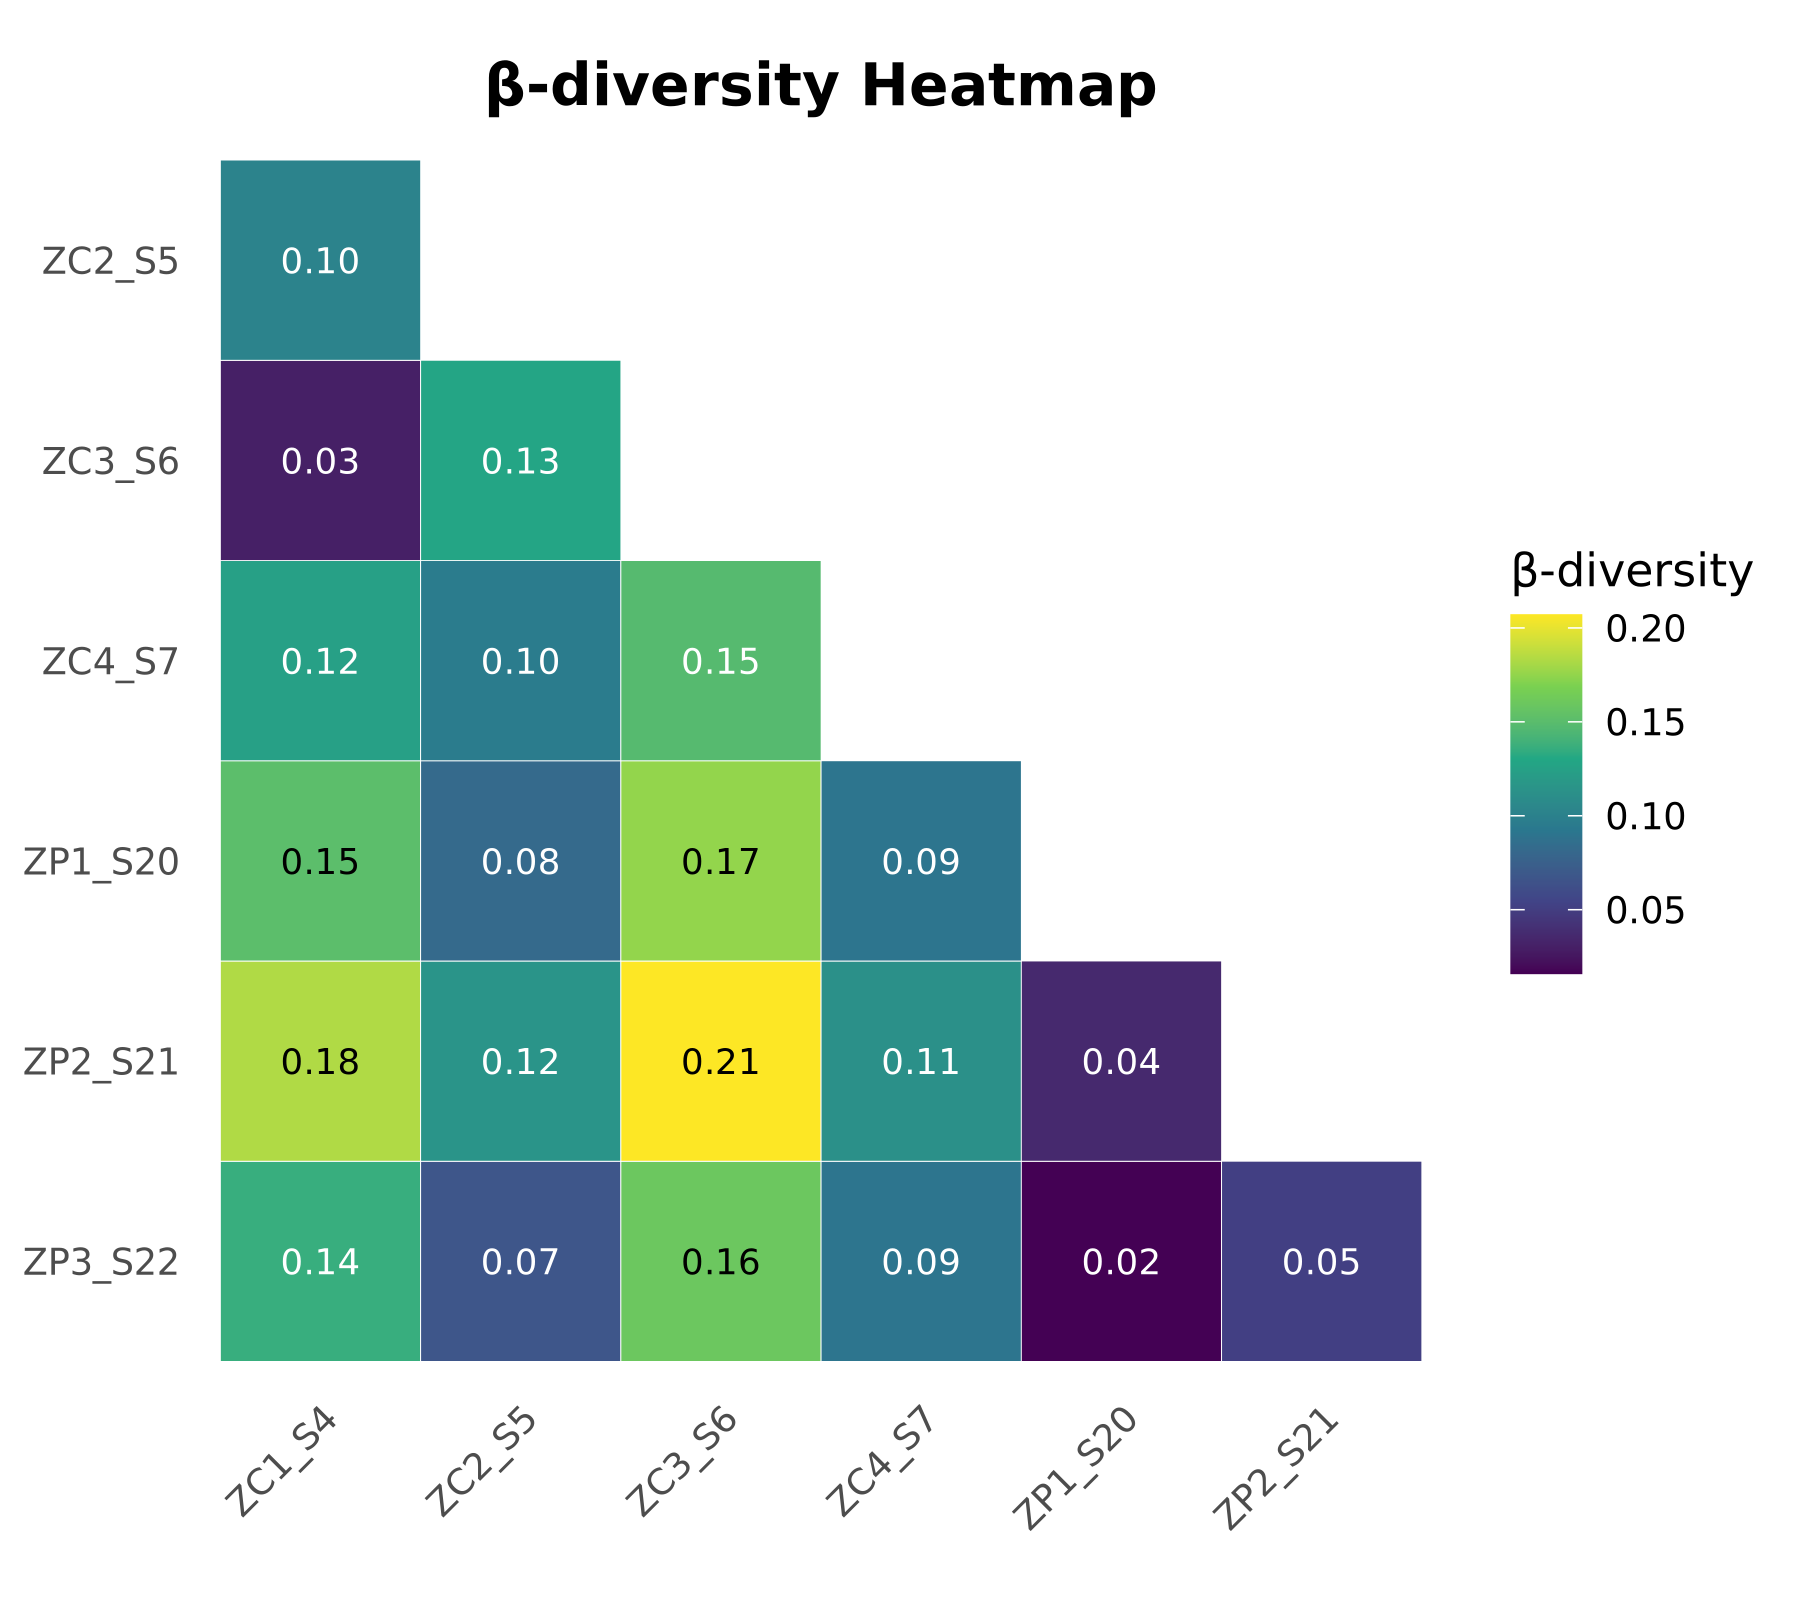 β-diversity Heatmap
ZC2_S5 0.10
ZC3_S6 0.03 0.13
ZC4_S7 0.12 0.10 0.15
ZP1_S20 0.15 0.08 0.17 0.09
ZP2_S21 0.18 0.12 0.21 0.11 0.04
ZP3_S22 0.14 0.07 0.16 0.09 0.02 0.05
ZC1_S4 ZC2_S5 ZC3_S6 ZC4_S7 ZP1_S20 ZP2_S21
β-diversity
0.20
0.15
0.10
0.05